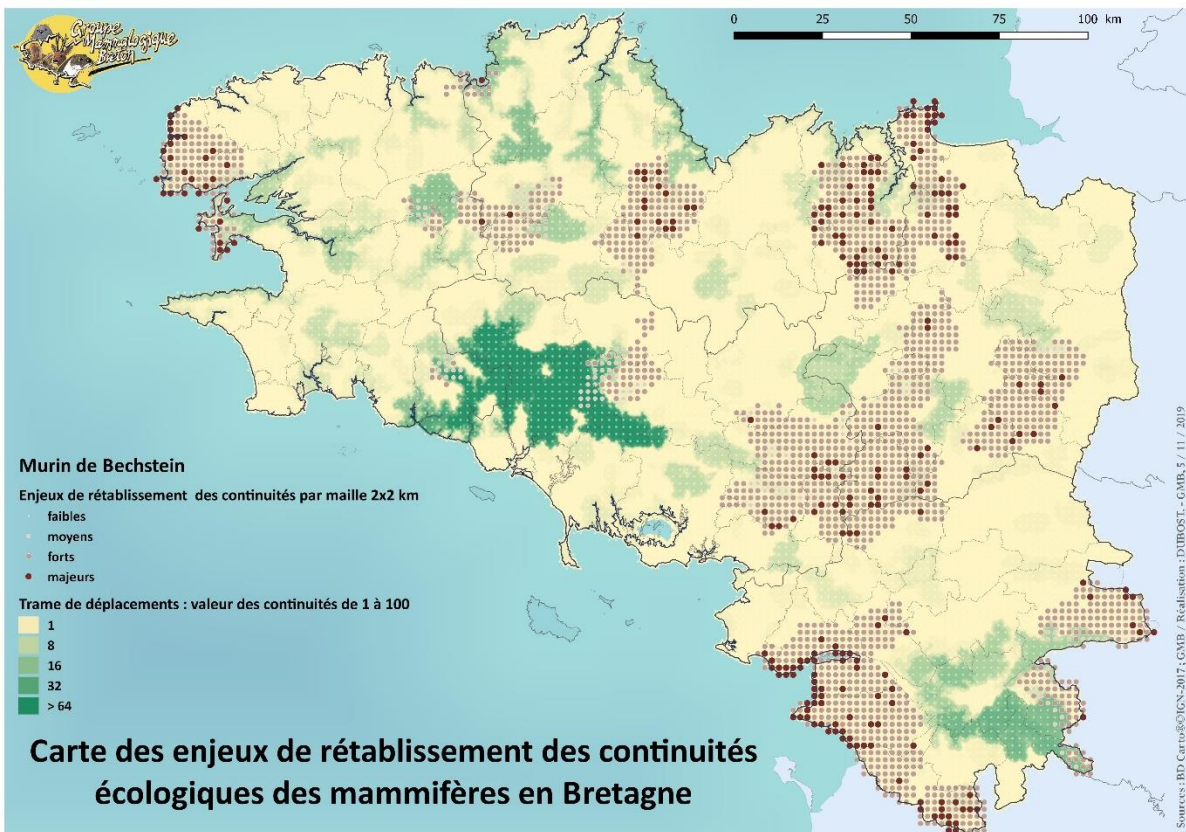 Groupe
Mammalogique
Breton
0 25 50 75 100 km
Murin de Bechstein
Enjeux de rétablissement des continuités par maille 2x2 km
faibles
moyens
forts
majeurs
Trame de déplacements : valeur des continuités de 1 à 100
1
8
16
32
> 64
Carte des enjeux de rétablissement des continuités
écologiques des mammifères en Bretagne
Sources : BD Carto®©IGN-2017 ; GMB / Réalisation : DUBOST. - GMB, 5 / 11 / 2019